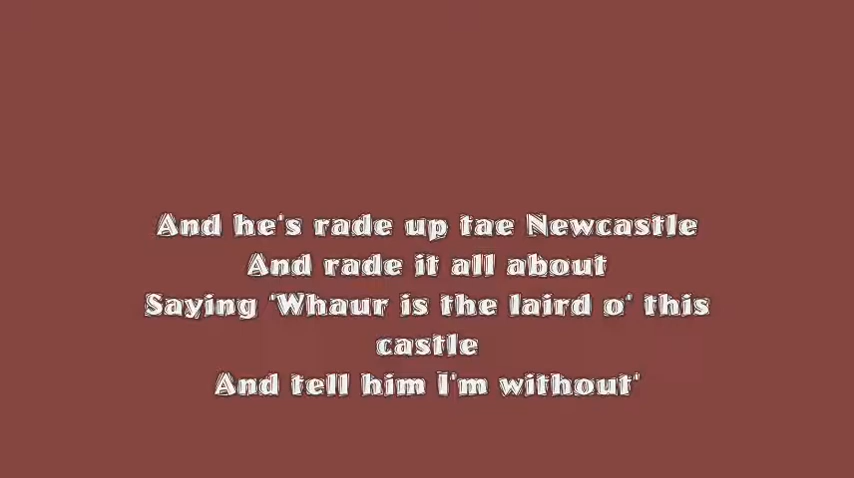 And he's rade up tae Newcastle
And rade it all about
Saying 'Whaur is the laird o' this
castle
And tell him I'm without'